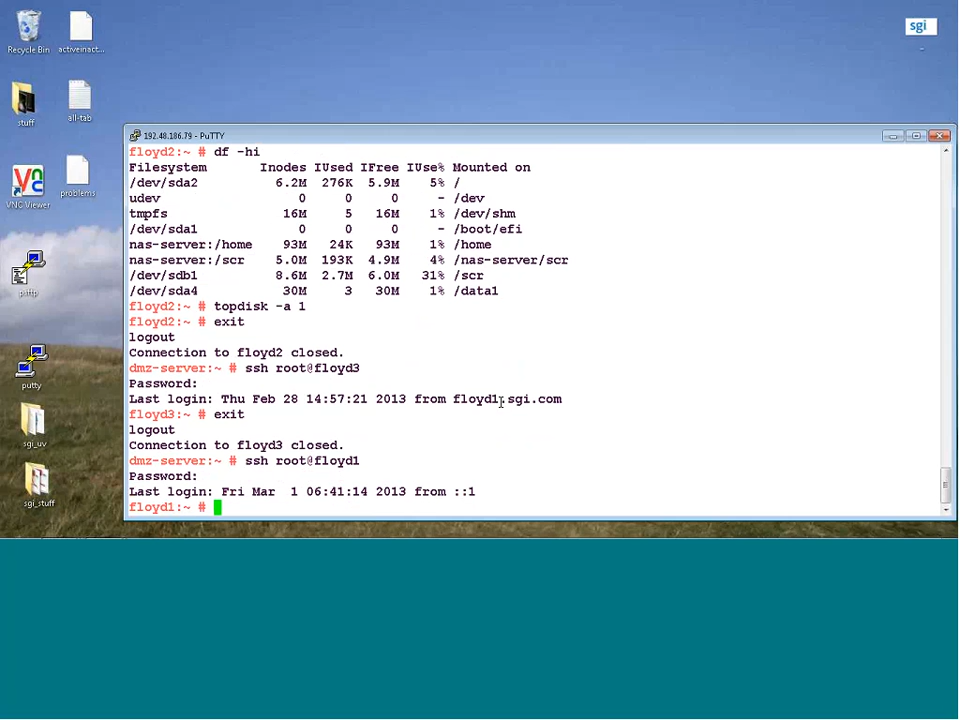 Recycle Bin
activeinact...
sgi
stuff
all-tab
192.48.186.79 - PuTTY
floyd2:~ # df -hi
Filesystem Inodes IUsed IFree IUse% Mounted on
/dev/sda2 6.2M 276K 5.9M 5% /
udev 0 0 0 - /dev
tmpfs 16M 5 16M 1% /dev/shm
/dev/sda1 0 0 0 - /boot/efi
nas-server:/home 93M 24K 93M 1% /home
nas-server:/scr 5.0M 193K 4.9M 4% /nas-server/scr
/dev/sdb1 8.6M 2.7M 6.0M 31% /scr
/dev/sda4 30M 3 30M 1% /data1
floyd2:~ # topdisk -a 1
floyd2:~ # exit
logout
Connection to floyd2 closed.
dmz-server:~ # ssh root@floyd3
Password:
Last login: Thu Feb 28 14:57:21 2013 from floyd1.sgi.com
floyd3:~ # exit
logout
Connection to floyd3 closed.
dmz-server:~ # ssh root@floyd1
Password:
Last login: Fri Mar 1 06:41:14 2013 from ::1
floyd1:~ #
VNC Viewer
problems
psftp
putty
sgi_uv
sgi_stuff